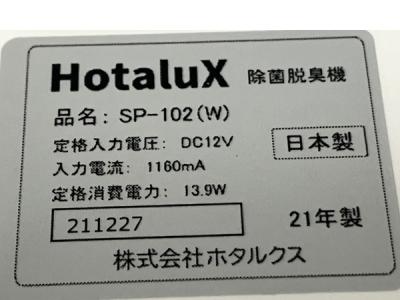 HotaluX 除菌脱臭機
品名: SP-102(W)
定格入力電圧: DC12V
入力電流: 1160mA
日本製
定格消費電力: 13.9W
211227 21年製
株式会社ホタルクス